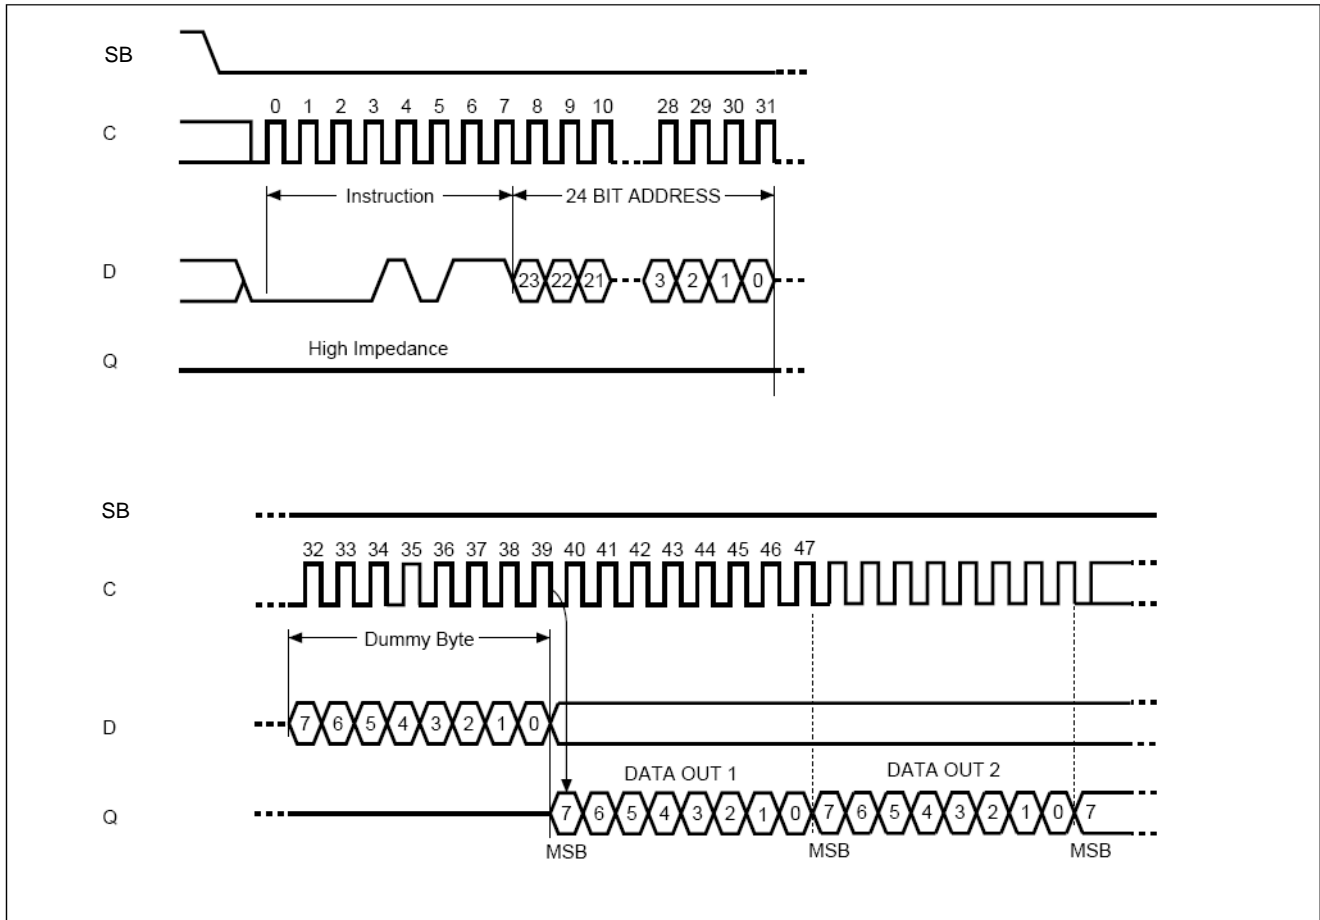 SB
0 1 2 3 4 5 6 7 8 9 10 28 29 30 31
C
Instruction 24 BIT ADDRESS
D
23 22 21 3 2 1 0
High Impedance
Q
SB
32 33 34 35 36 37 38 39 40 41 42 43 44 45 46 47
C
Dummy Byte
D
7 6 5 4 3 2 1 0
DATA OUT 1 DATA OUT 2
Q
7 6 5 4 3 2 1 0 7 6 5 4 3 2 1 0 7
MSB MSB MSB